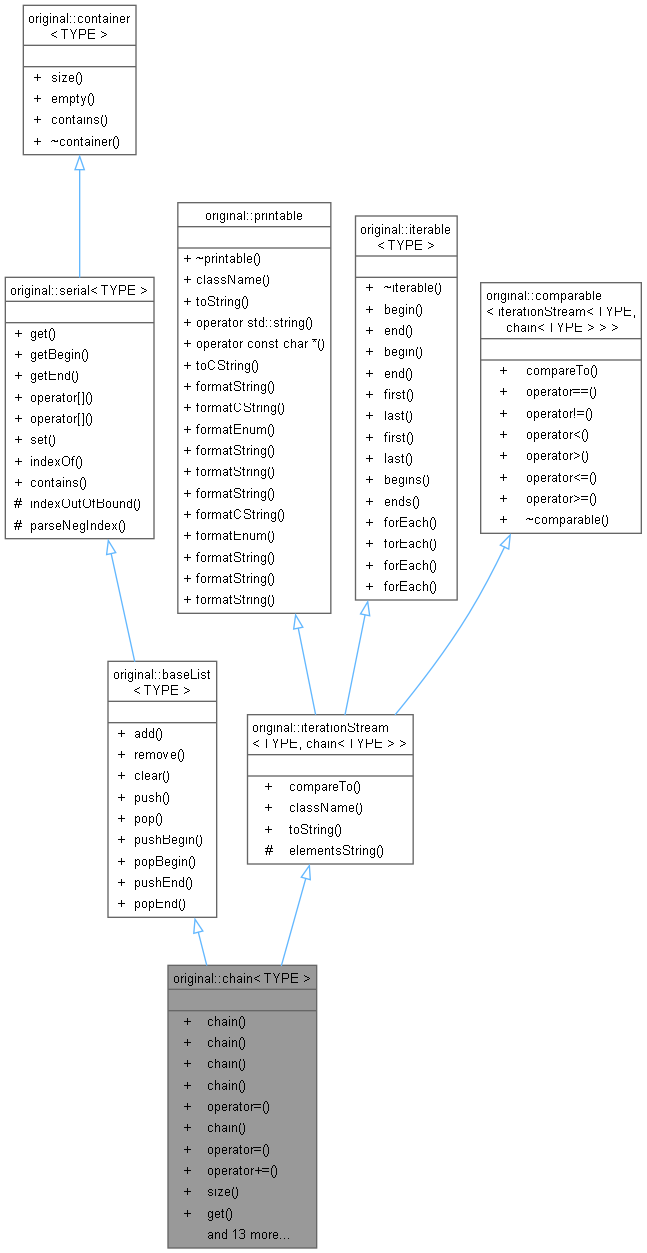 original::container
< TYPE >
+ size()
+ empty()
+ contains()
+ ~container()
original::serial< TYPE >
+ get()
+ getBegin()
+ getEnd()
+ operator[]()
+ operator[]()
+ set()
+ indexOf()
+ contains()
# indexOutOfBound()
# parseNegIndex()
original::printable
+ ~printable()
+ className()
+ toString()
+ operator std::string()
+ operator const char *()
+ toCString()
+ formatString()
+ formatCString()
+ formatEnum()
+ formatString()
+ formatString()
+ formatString()
+ formatCString()
+ formatEnum()
+ formatString()
+ formatString()
+ formatString()
original::iterable
< TYPE >
+ ~iterable()
+ begin()
+ end()
+ begin()
+ end()
+ first()
+ last()
+ first()
+ last()
+ begins()
+ ends()
+ forEach()
+ forEach()
+ forEach()
+ forEach()
original::comparable
< iterationStream< TYPE,
chain< TYPE > > >
+ compareTo()
+ operator==()
+ operator!=()
+ operator<()
+ operator>()
+ operator<=()
+ operator>=()
+ ~comparable()
original::baseList
< TYPE >
+ add()
+ remove()
+ clear()
+ push()
+ pop()
+ pushBegin()
+ popBegin()
+ pushEnd()
+ popEnd()
original::iterationStream
< TYPE, chain< TYPE > >
+ compareTo()
+ className()
+ toString()
# elementsString()
original::chain< TYPE >
+ chain()
+ chain()
+ chain()
+ chain()
+ operator=()
+ chain()
+ operator=()
+ operator+=()
+ size()
+ get()
and 13 more...